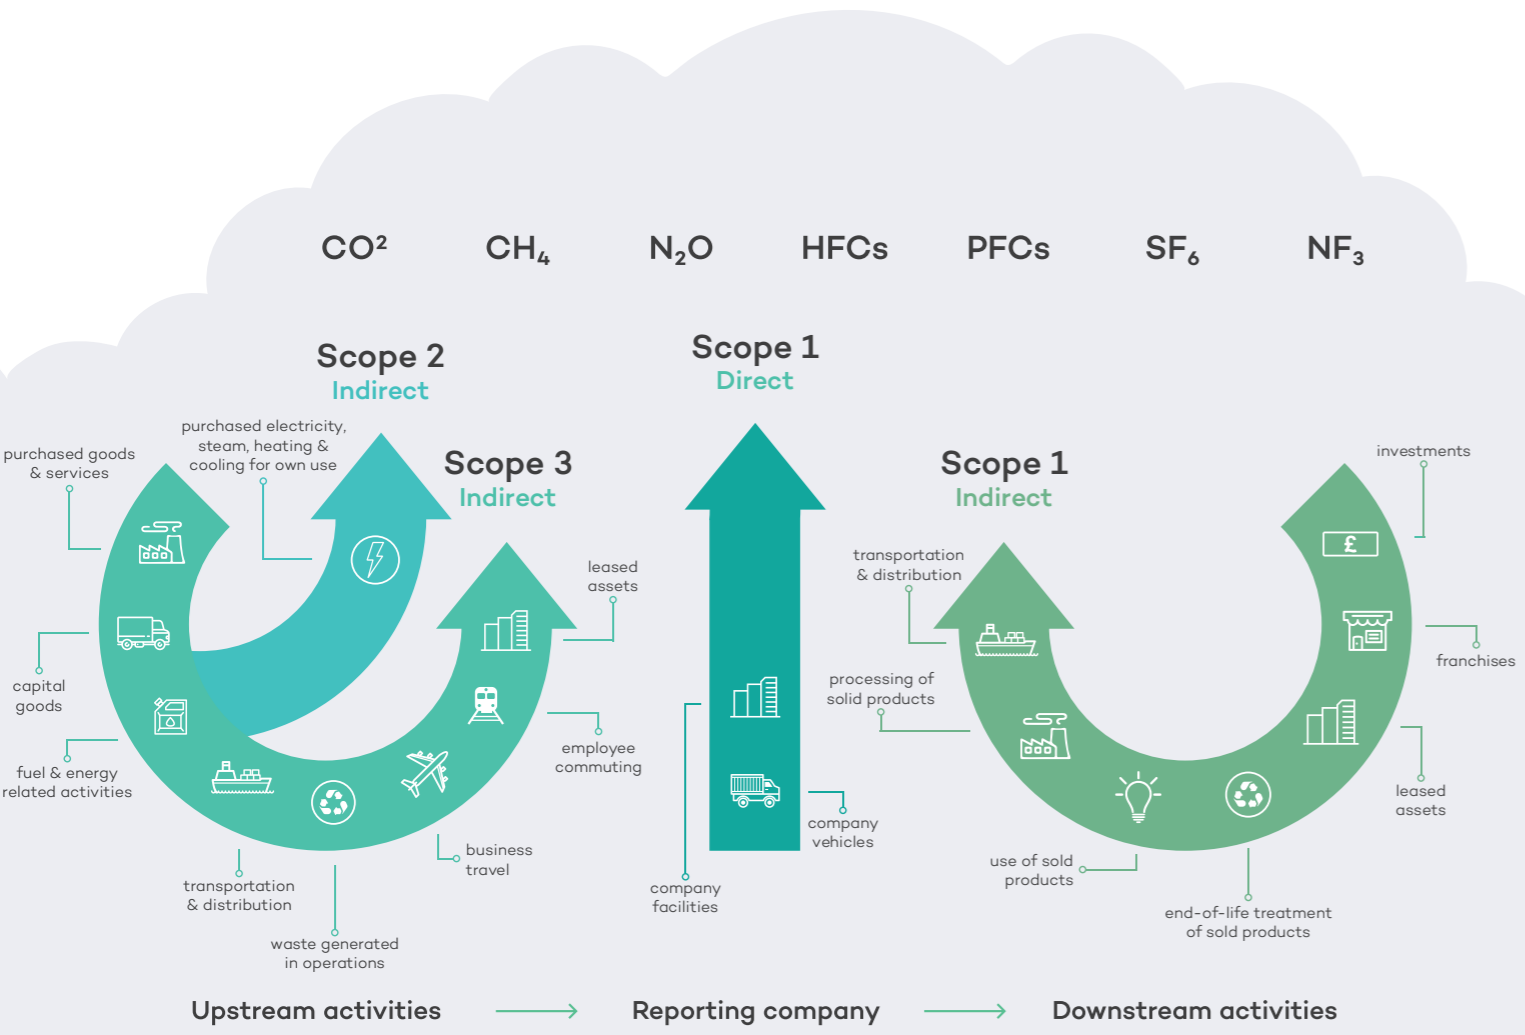 CO²
CH₄
N₂O
HFCs
PFCs
SF₆
NF₃
Scope 2
Indirect
purchased electricity,
steam, heating &
cooling for own use
purchased goods
& services
Scope 3
Indirect
leased
assets
capital
goods
fuel & energy
related activities
employee
commuting
business
travel
transportation
& distribution
waste generated
in operations
Scope 1
Direct
company
vehicles
company
facilities
Scope 1
Indirect
transportation
& distribution
processing of
solid products
use of sold
products
end-of-life treatment
of sold products
investments
£
franchises
leased
assets
Upstream activities
Reporting company
Downstream activities